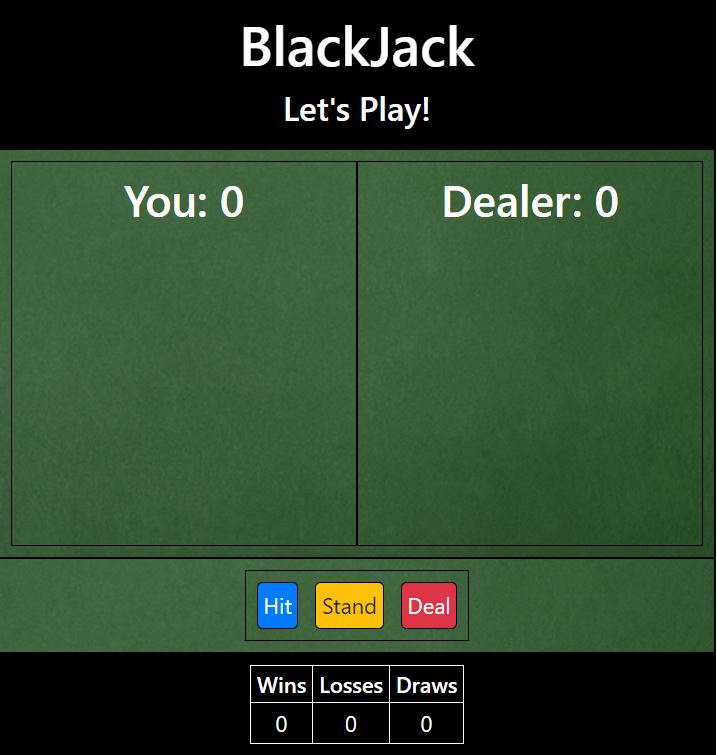 BlackJack
Let's Play!
You: 0
Dealer: 0
Hit Stand Deal
Wins Losses Draws
0 0 0